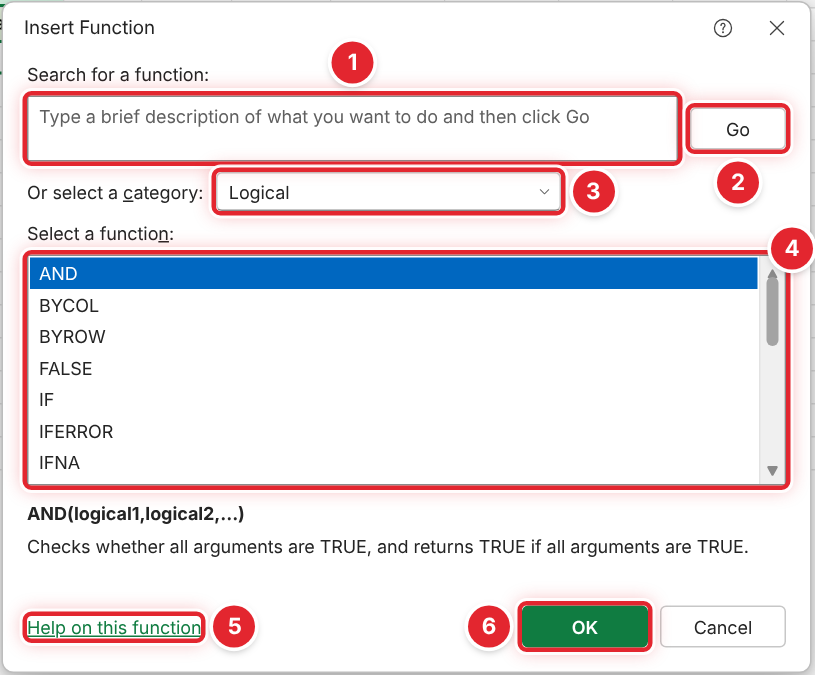 Insert Function
1
Search for a function:
Type a brief description of what you want to do and then click Go
Go
2
Or select a category:
Logical
3
Select a function:
4
AND
BYCOL
BYROW
FALSE
IF
IFERROR
IFNA
AND(logical1,logical2,...)
Checks whether all arguments are TRUE, and returns TRUE if all arguments are TRUE.
Help on this function
5
6
OK
Cancel